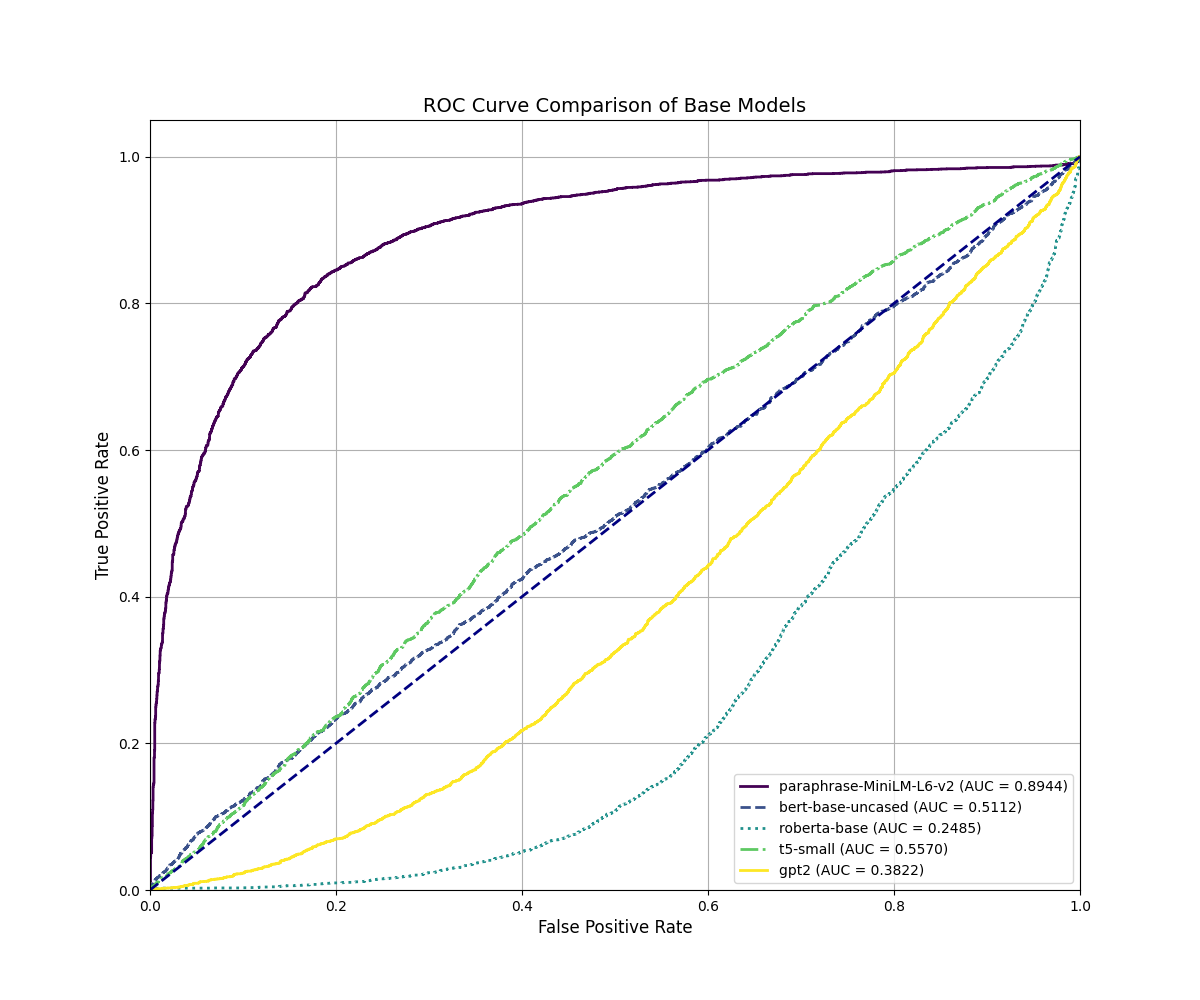 ROC Curve Comparison of Base Models
True Positive Rate
1.0
0.8
0.6
0.4
0.2
0.0
0.0 0.2 0.4 0.6 0.8 1.0
False Positive Rate
paraphrase-MiniLM-L6-v2 (AUC = 0.8944)
bert-base-uncased (AUC = 0.5112)
roberta-base (AUC = 0.2485)
t5-small (AUC = 0.5570)
gpt2 (AUC = 0.3822)